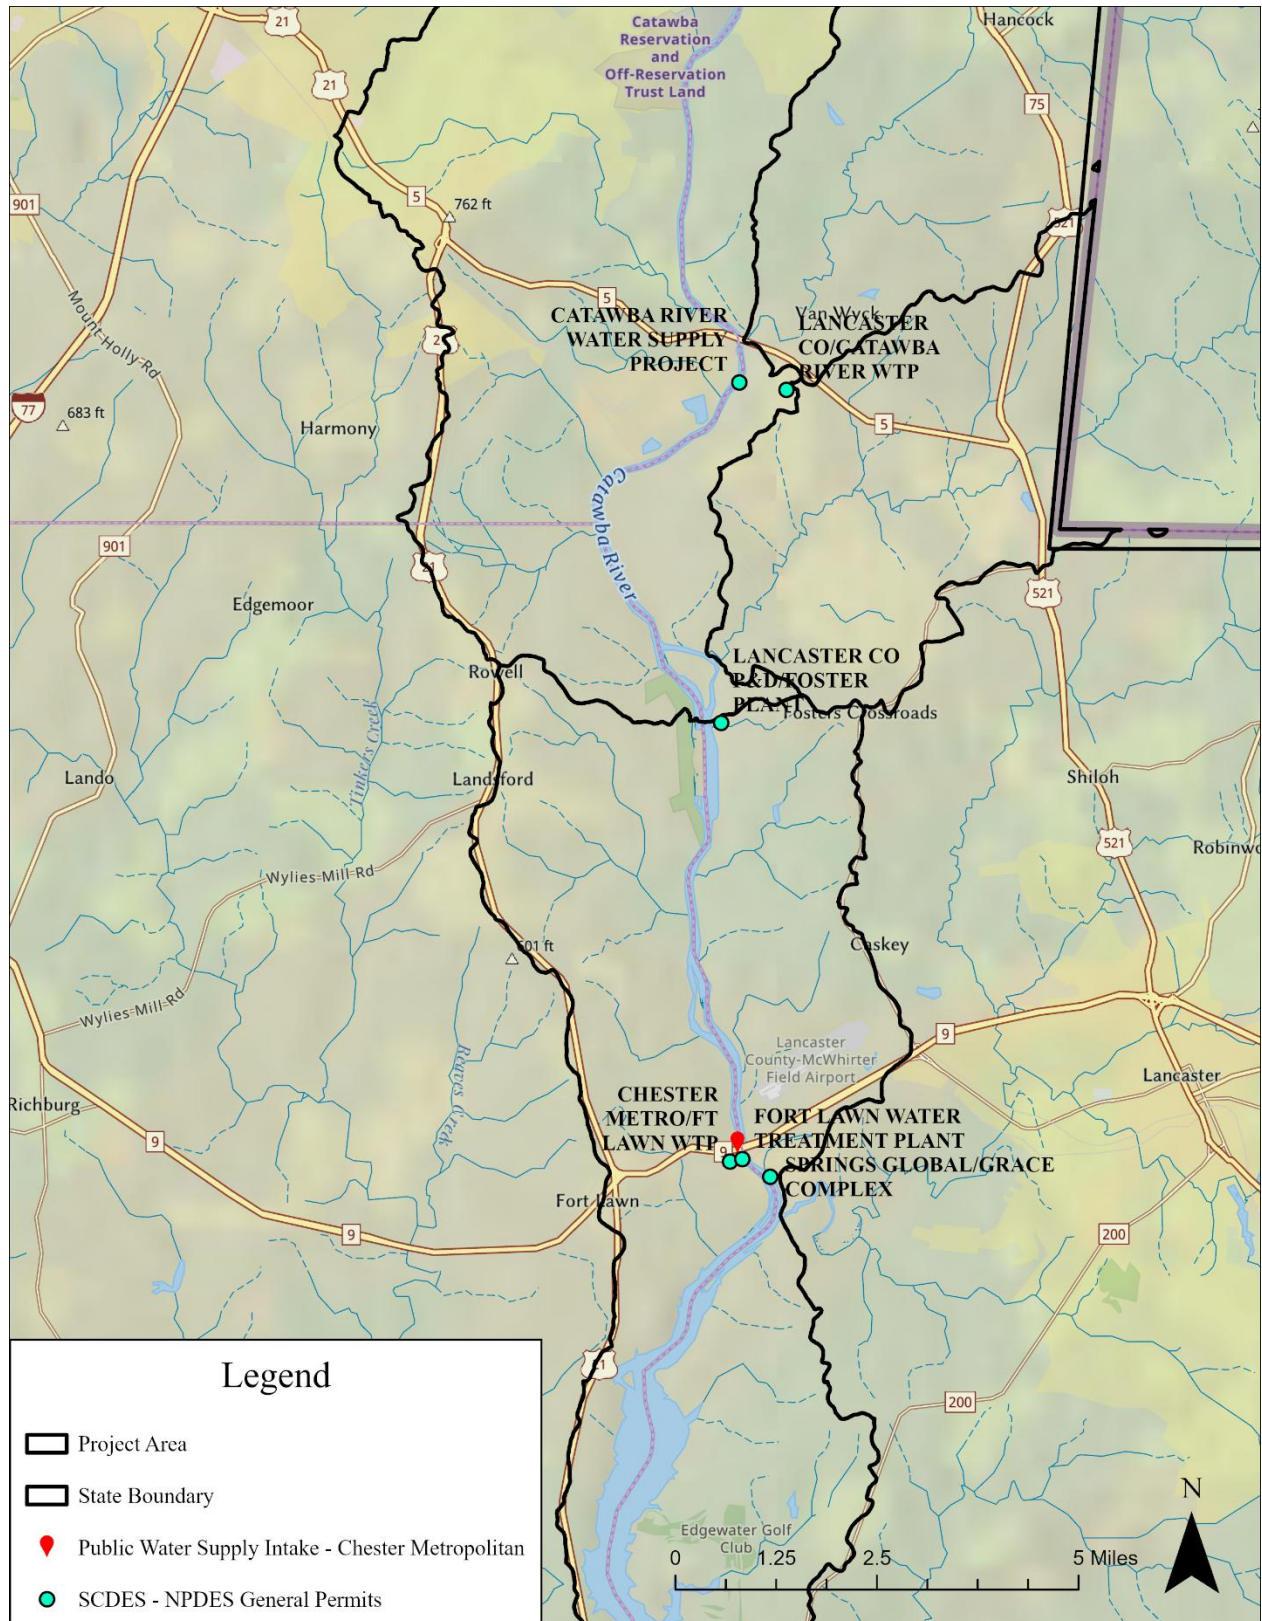 21
Hancock
Catawba
Reservation
and
Off-Reservation
Trust Land
21
75
901
5
762 ft
521
Mount Holly Rd
5
CATAWBA RIVER
WATER SUPPLY
PROJECT
Van Wyck
LANCASTER
CO/CATAWBA
RIVER WTP
77
683 ft
Harmony
5
Catawba River
901
21
521
Edgemoor
Rowell
LANCASTER CO
P&D/FOSTER
PLANT
Fosters Crossroads
Tinkers Creek
Lando
Landsford
Shiloh
521
Wylies Mill Rd
601 ft
Caskey
Wylies Mill Rd
9
Lancaster
County-McWhirter
Field Airport
Reaves Creek
Lancaster
Richburg
CHESTER
METRO/FT
LAWN WTP
FORT LAWN WATER
TREATMENT PLANT
SPRINGS GLOBAL/GRACE
COMPLEX
9
9
Fort Lawn
9
200
21
200
Edgewater Golf
Club
N
0 1.25 2.5 5 Miles
Legend
Project Area
State Boundary
Public Water Supply Intake - Chester Metropolitan
SCDES - NPDES General Permits